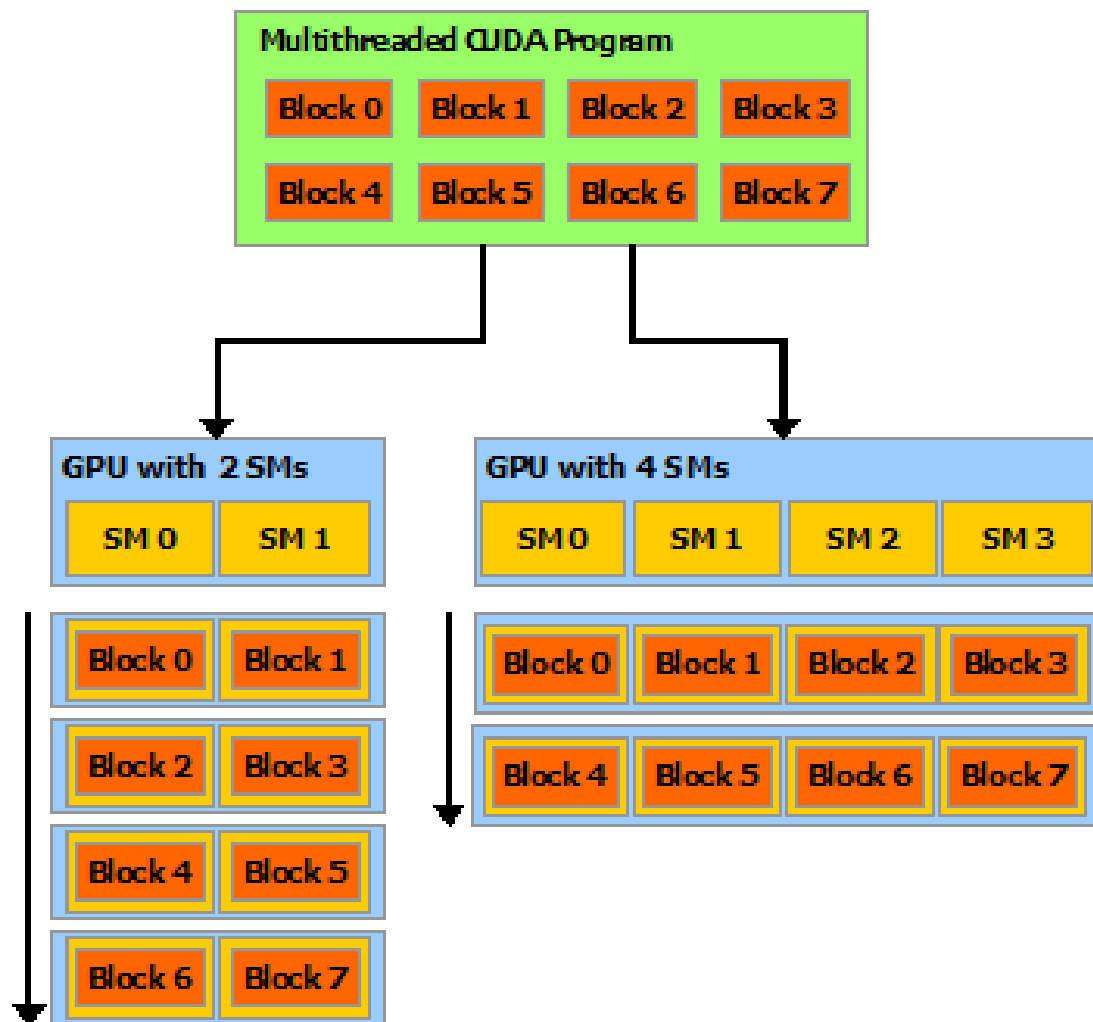 Multithreaded CUDA Program
Block 0 Block 1 Block 2 Block 3
Block 4 Block 5 Block 6 Block 7
GPU with 2 SMs
SM 0 SM 1
Block 0 Block 1
Block 2 Block 3
Block 4 Block 5
Block 6 Block 7
GPU with 4 SMs
SM 0 SM 1 SM 2 SM 3
Block 0 Block 1 Block 2 Block 3
Block 4 Block 5 Block 6 Block 7